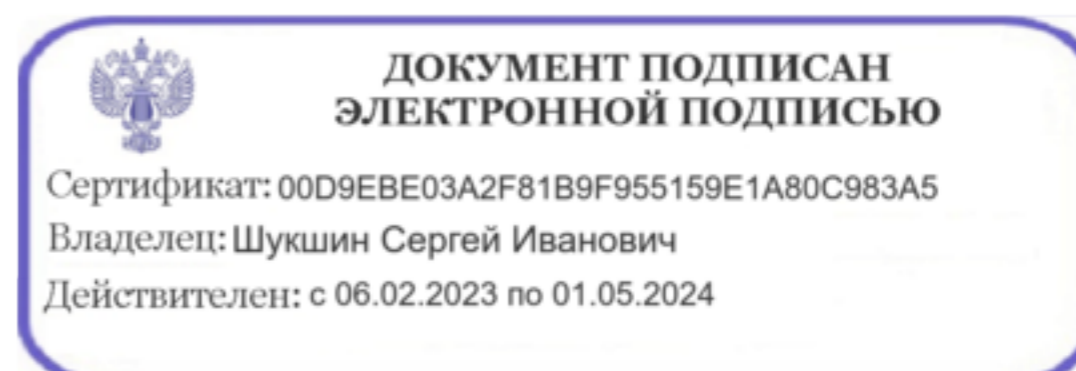 ДОКУМЕНТ ПОДПИСАН
ЭЛЕКТРОННОЙ ПОДПИСЬЮ
Сертификат: 00D9EBE03A2F81B9F955159E1A80C983A5
Владелец: Шукшин Сергей Иванович
Действителен: с 06.02.2023 по 01.05.2024